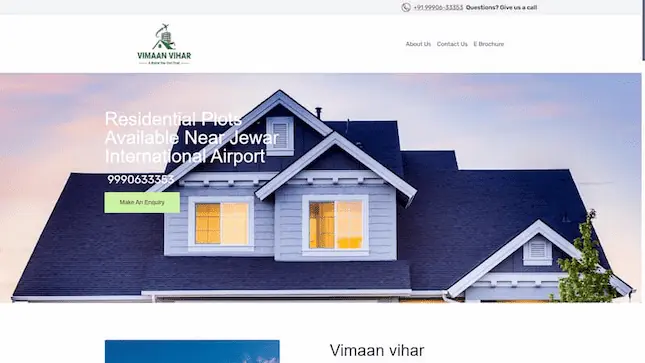 +91 99906-33353 Questions? Give us a call
VIMAAN VIHAR
About Us Contact Us E Brochure
Residential Plots
Available Near Jewar
International Airport
9990633353
Make An Enquiry
Vimaan vihar